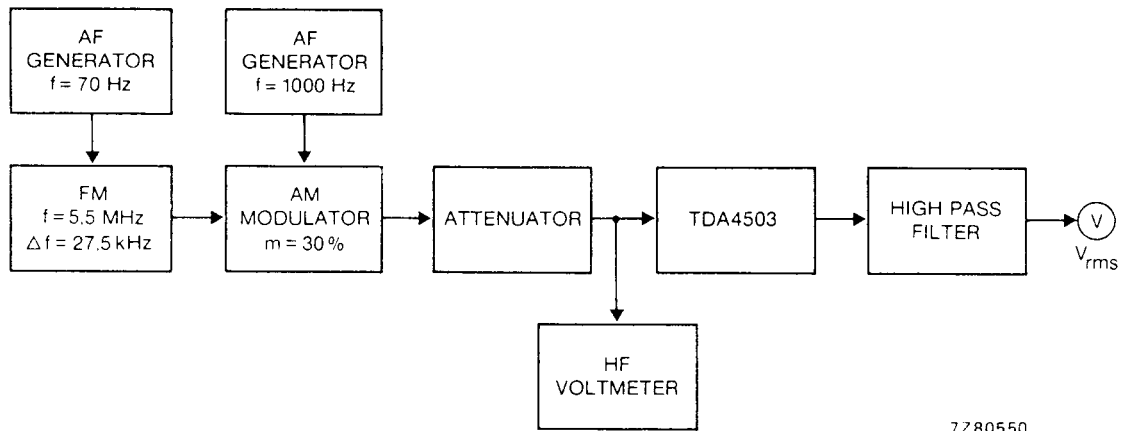 AF
GENERATOR
f = 70 Hz
AF
GENERATOR
f = 1000 Hz
FM
f = 5.5 MHz
Δf = 27.5 kHz
AM
MODULATOR
m = 30 %
ATTENUATOR
TDA4503
HIGH PASS
FILTER
V
Vrms
HF
VOLTMETER
7Z80550